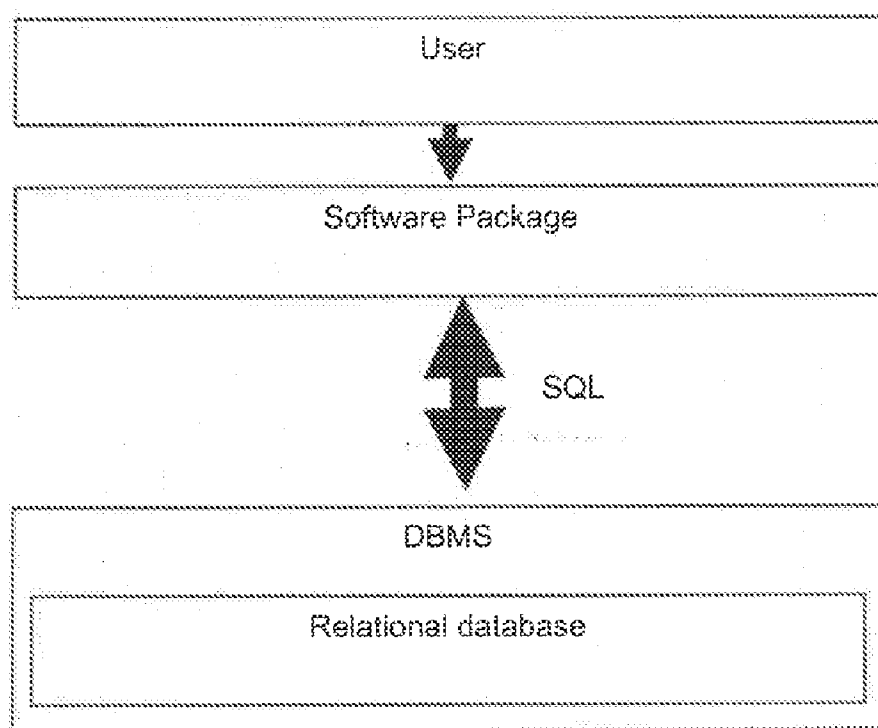 User
Software Package
SQL
DBMS
Relational database